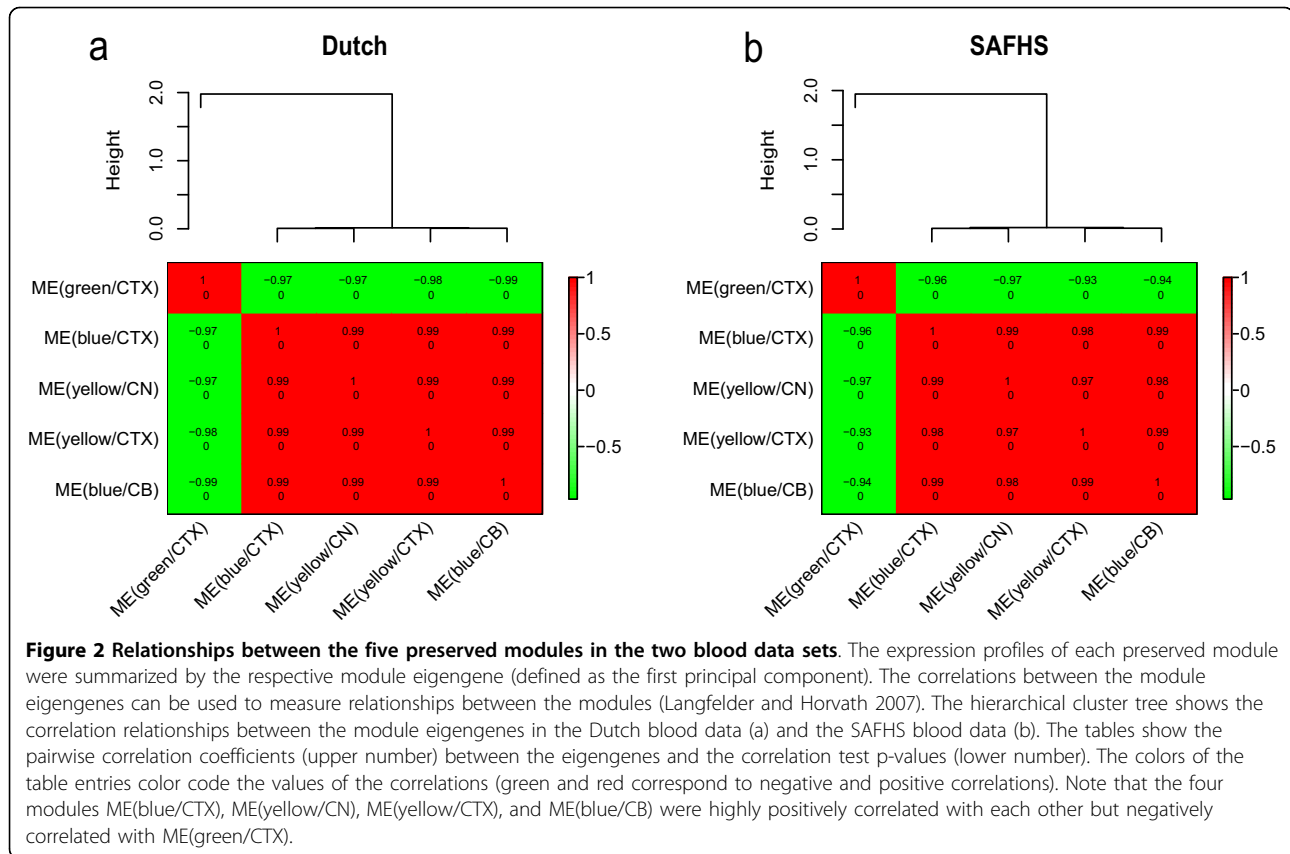 a Dutch
Height
0.0 1.0 2.0
ME(green/CTX) 1 −0.97 −0.97 −0.98 −0.99
0 0 0 0 0
ME(blue/CTX) −0.97 1 0.99 0.99 0.99
0 0 0 0 0
ME(yellow/CN) −0.97 0.99 1 0.99 0.99
0 0 0 0 0
ME(yellow/CTX) −0.98 0.99 0.99 1 0.99
0 0 0 0 0
ME(blue/CB) −0.99 0.99 0.99 0.99 1
0 0 0 0 0
ME(green/CTX) ME(blue/CTX) ME(yellow/CN) ME(yellow/CTX) ME(blue/CB)
1
0.5
0
−0.5
b SAFHS
Height
0.0 1.0 2.0
ME(green/CTX) 1 −0.96 −0.97 −0.93 −0.94
0 0 0 0 0
ME(blue/CTX) −0.96 1 0.99 0.98 0.99
0 0 0 0 0
ME(yellow/CN) −0.97 0.99 1 0.97 0.98
0 0 0 0 0
ME(yellow/CTX) −0.93 0.98 0.97 1 0.99
0 0 0 0 0
ME(blue/CB) −0.94 0.99 0.98 0.99 1
0 0 0 0 0
ME(green/CTX) ME(blue/CTX) ME(yellow/CN) ME(yellow/CTX) ME(blue/CB)
1
0.5
0
−0.5
Figure 2 Relationships between the five preserved modules in the two blood data sets. The expression profiles of each preserved module
were summarized by the respective module eigengene (defined as the first principal component). The correlations between the module
eigengenes can be used to measure relationships between the modules (Langfelder and Horvath 2007). The hierarchical cluster tree shows the
correlation relationships between the module eigengenes in the Dutch blood data (a) and the SAFHS blood data (b). The tables show the
pairwise correlation coefficients (upper number) between the eigengenes and the correlation test p-values (lower number). The colors of the
table entries color code the values of the correlations (green and red correspond to negative and positive correlations). Note that the four
modules ME(blue/CTX), ME(yellow/CN), ME(yellow/CTX), and ME(blue/CB) were highly positively correlated with each other but negatively
correlated with ME(green/CTX).